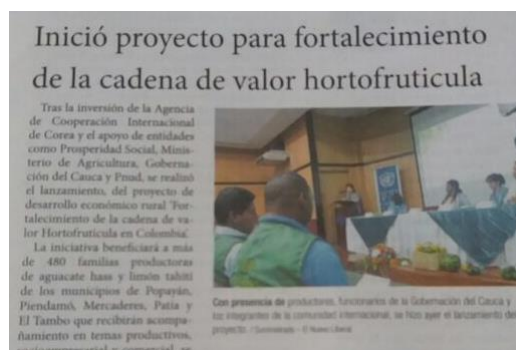 Inició proyecto para fortalecimiento
de la cadena de valor hortofruticula
Tras la inversión de la Agencia
de Cooperación Internacional
de Corea y el apoyo de entidades
como Prosperidad Social, Minis-
terio de Agricultura, Goberna-
ción del Cauca y Pnud, se realizó
el lanzamiento, del proyecto de
desarrollo económico rural 'For-
talecimiento de la cadena de va-
lor Hortofruticula en Colombia'.
La iniciativa beneficiará a más
de 480 familias productoras
de aguacate hass y limón tahití
de los municipios de Popayán,
Piendamó, Mercaderes, Patía y
El Tambo que recibirán acompa-
ñamiento en temas productivos,
Con presencia de productores, funcionarios de la Gobernación del Cauca y
los integrantes de la comunidad internacional, se hizo ayer el lanzamiento del
proyecto. / Suministrada - El Nuevo Liberal